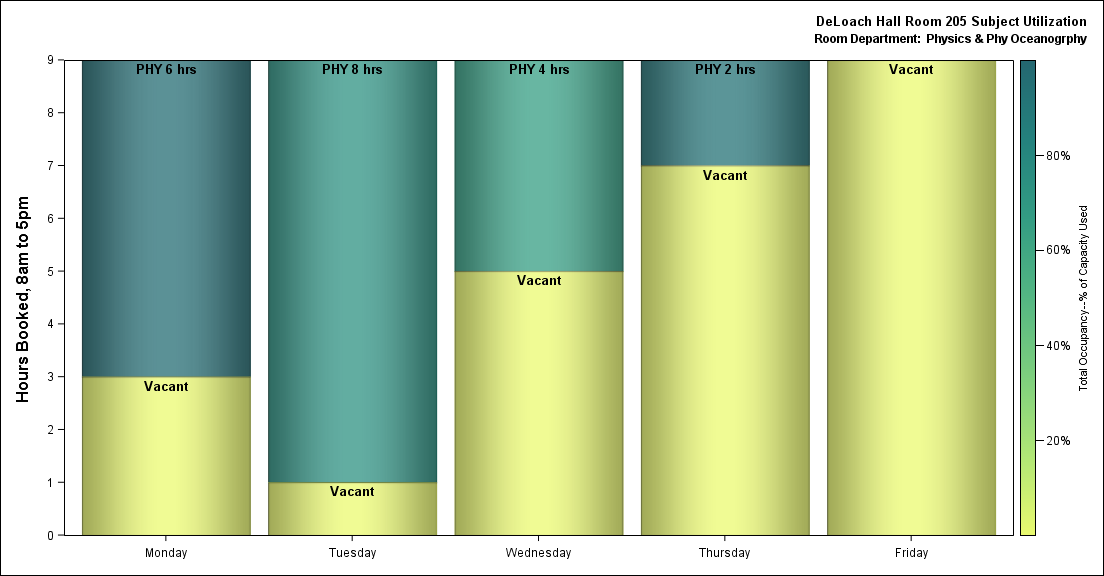 DeLoach Hall Room 205 Subject Utilization
Room Department: Physics & Phy Oceanogrphy
Hours Booked, 8am to 5pm
9
8
7
6
5
4
3
2
1
0
PHY 6 hrs
Vacant
PHY 8 hrs
Vacant
PHY 4 hrs
Vacant
PHY 2 hrs
Vacant
Vacant
Monday
Tuesday
Wednesday
Thursday
Friday
80%
60%
40%
20%
Total Occupancy--% of Capacity Used